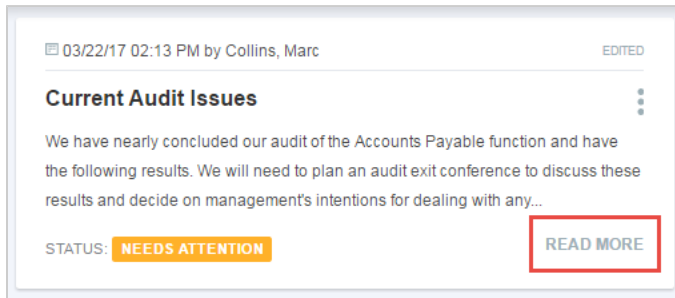 03/22/17 02:13 PM by Collins, Marc EDITED
Current Audit Issues
We have nearly concluded our audit of the Accounts Payable function and have
the following results. We will need to plan an audit exit conference to discuss these
results and decide on management's intentions for dealing with any...
STATUS: NEEDS ATTENTION READ MORE